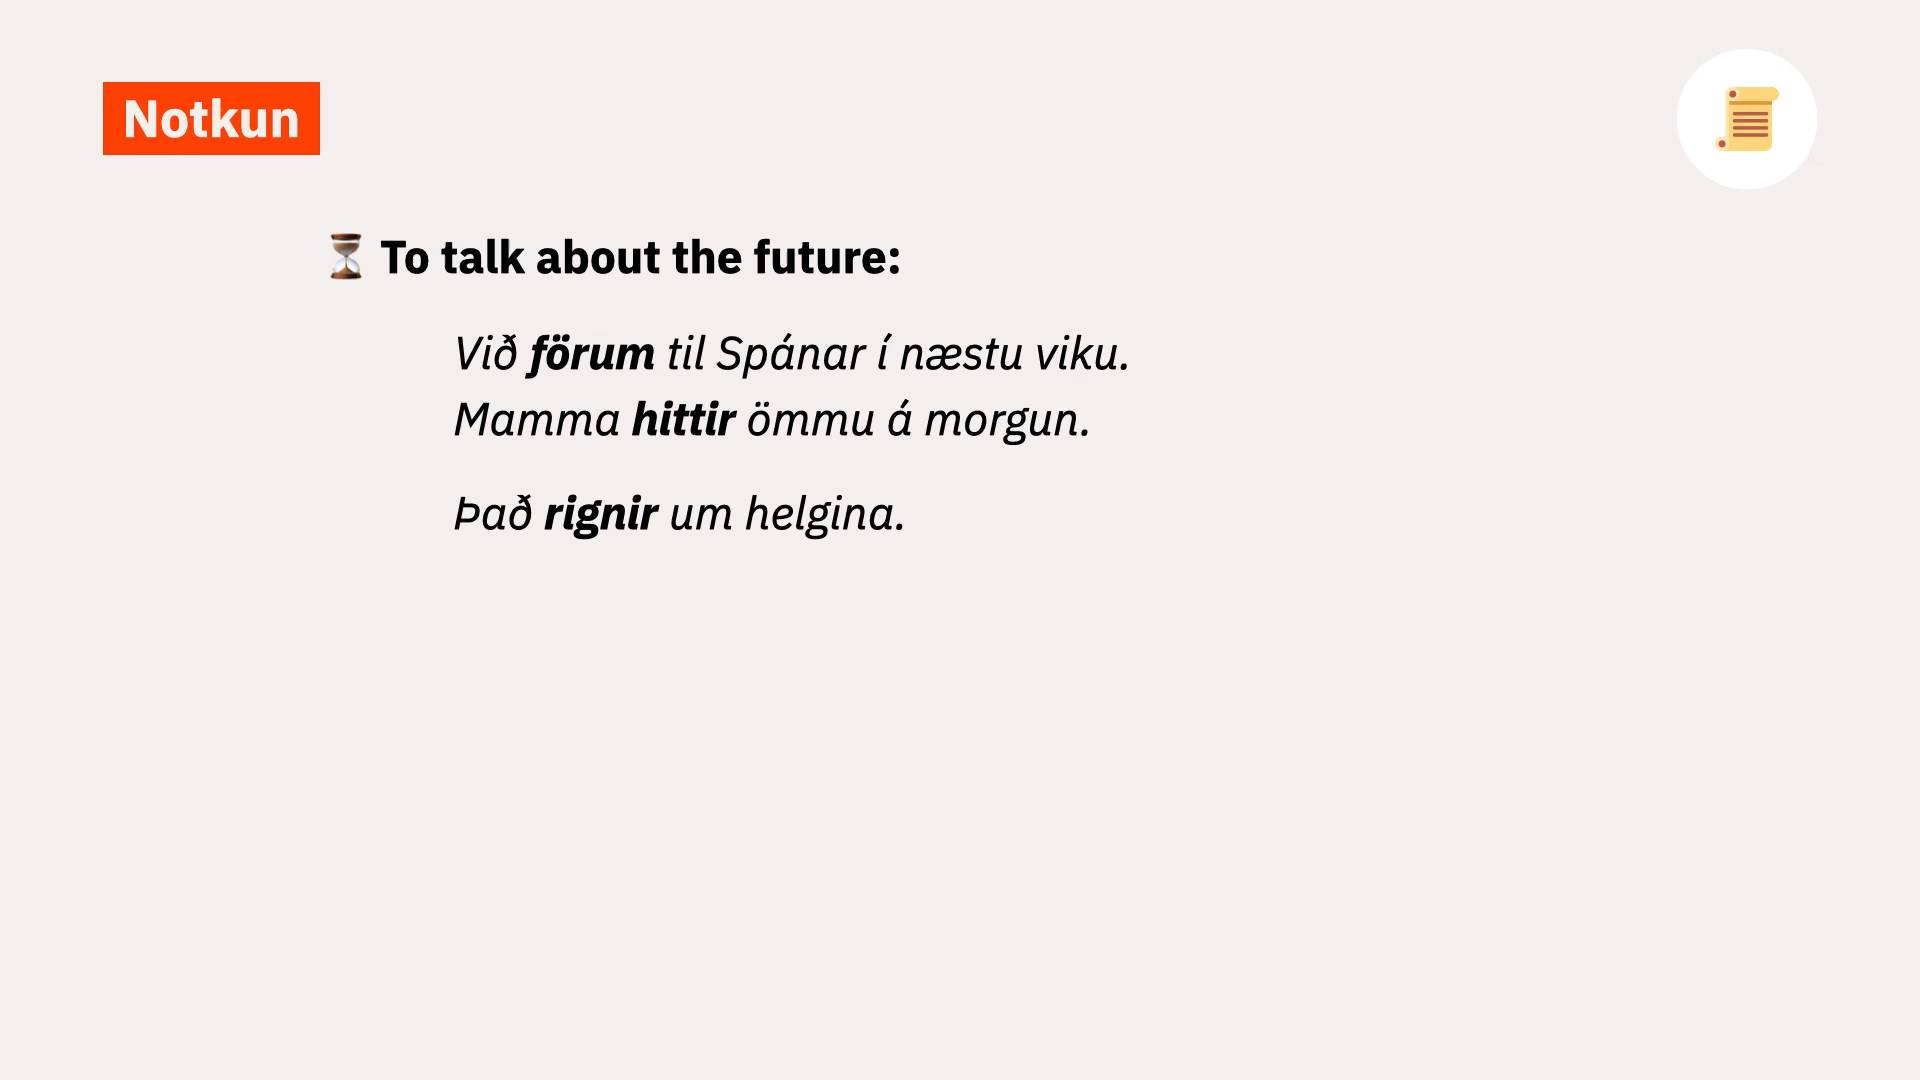 Notkun
⏳ To talk about the future:
Við förum til Spánar í næstu viku.
Mamma hittir ömmu á morgun.
Það rignir um helgina.